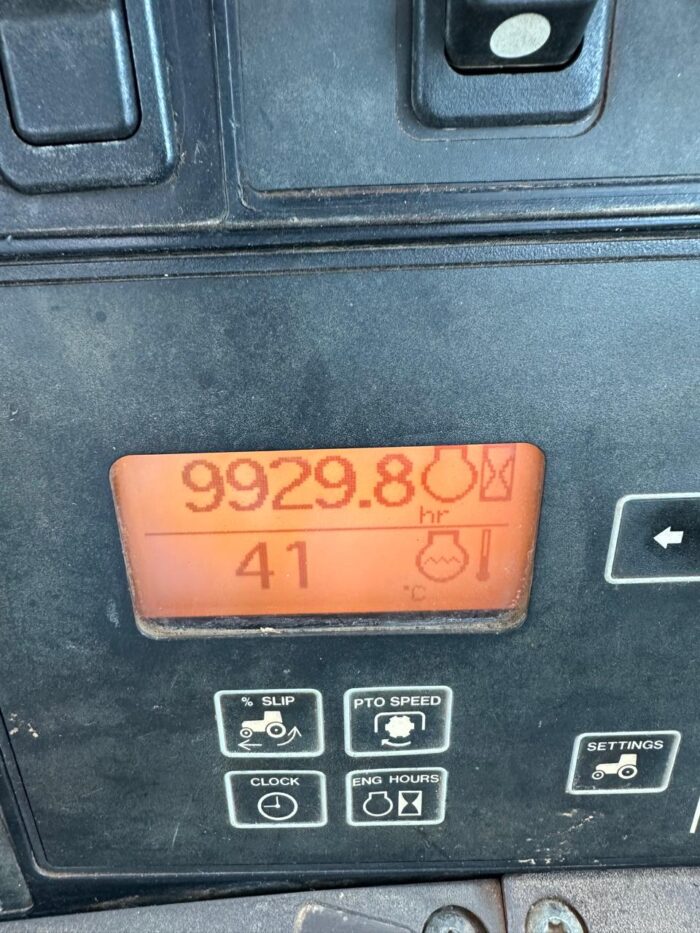 9929.8
hr
41
°C
% SLIP
PTO SPEED
CLOCK
ENG HOURS
SETTINGS